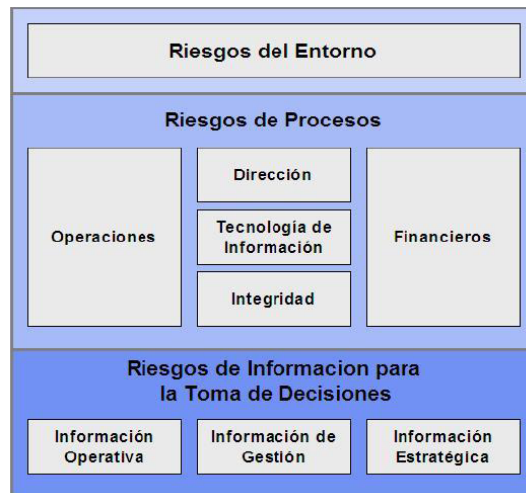 Riesgos del Entorno
Riesgos de Procesos
Operaciones
Dirección
Tecnología de
Información
Integridad
Financieros
Riesgos de Informacion para
la Toma de Decisiones
Información
Operativa
Información de
Gestión
Información
Estratégica